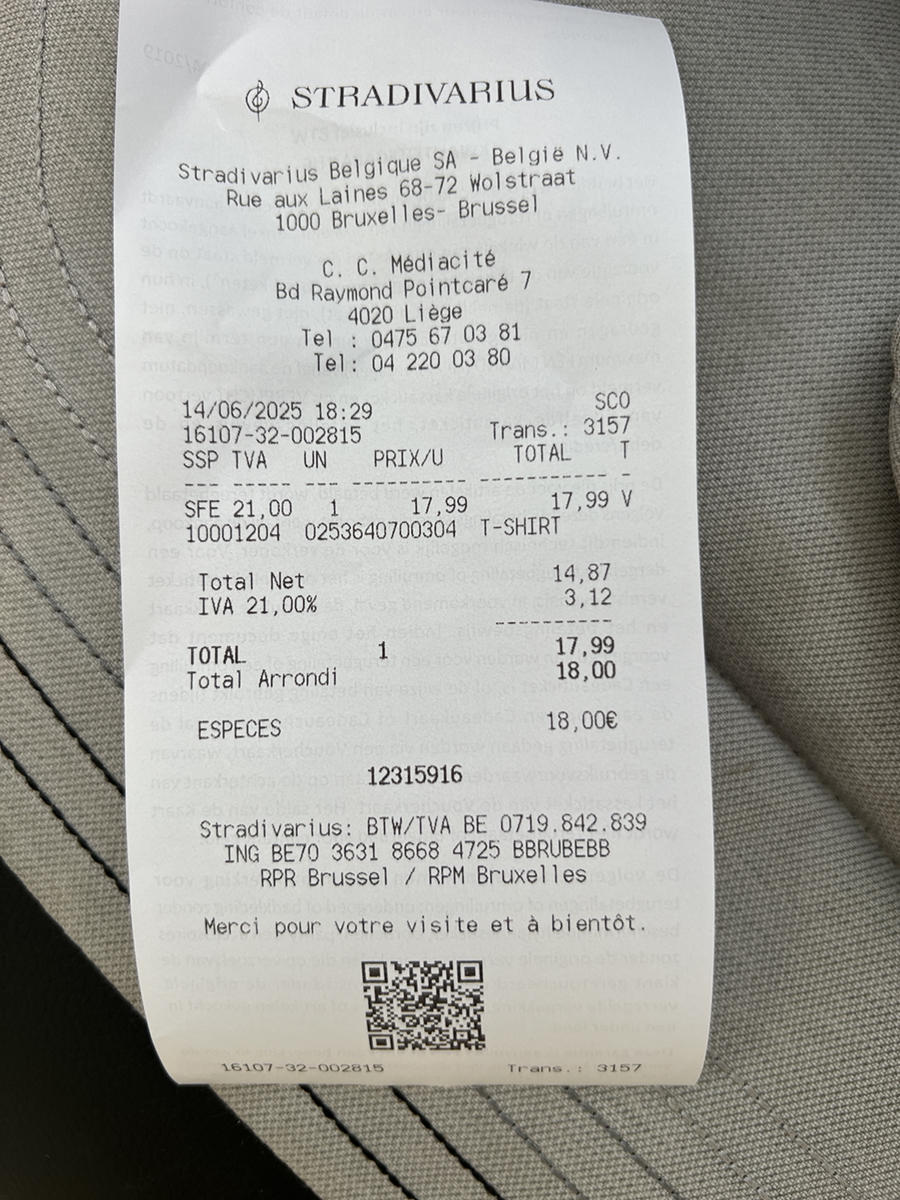 STRADIVARIUS
Stradivarius Belgique SA - België N.V.
Rue aux Laines 68-72 Wolstraat
1000 Bruxelles- Brussel
C. C. Médiacité
Bd Raymond Pointcaré 7
4020 Liège
Tel : 0475 67 03 81
Tel: 04 220 03 80
SCO
14/06/2025 18:29
16107-32-002815 Trans.: 3157
SSP TVA UN PRIX/U TOTAL T
SFE 21,00 1 17,99 17,99 V
10001204 0253640700304 T-SHIRT
Total Net 14,87
IVA 21,00% 3,12
TOTAL 1 17,99
Total Arrondi 18,00
ESPECES 18,00€
12315916
Stradivarius: BTW/TVA BE 0719.842.839
ING BE70 3631 8668 4725 BBRUBEBB
RPR Brussel / RPM Bruxelles
Merci pour votre visite et à bientôt.
16107-32-002815 Trans.: 3157